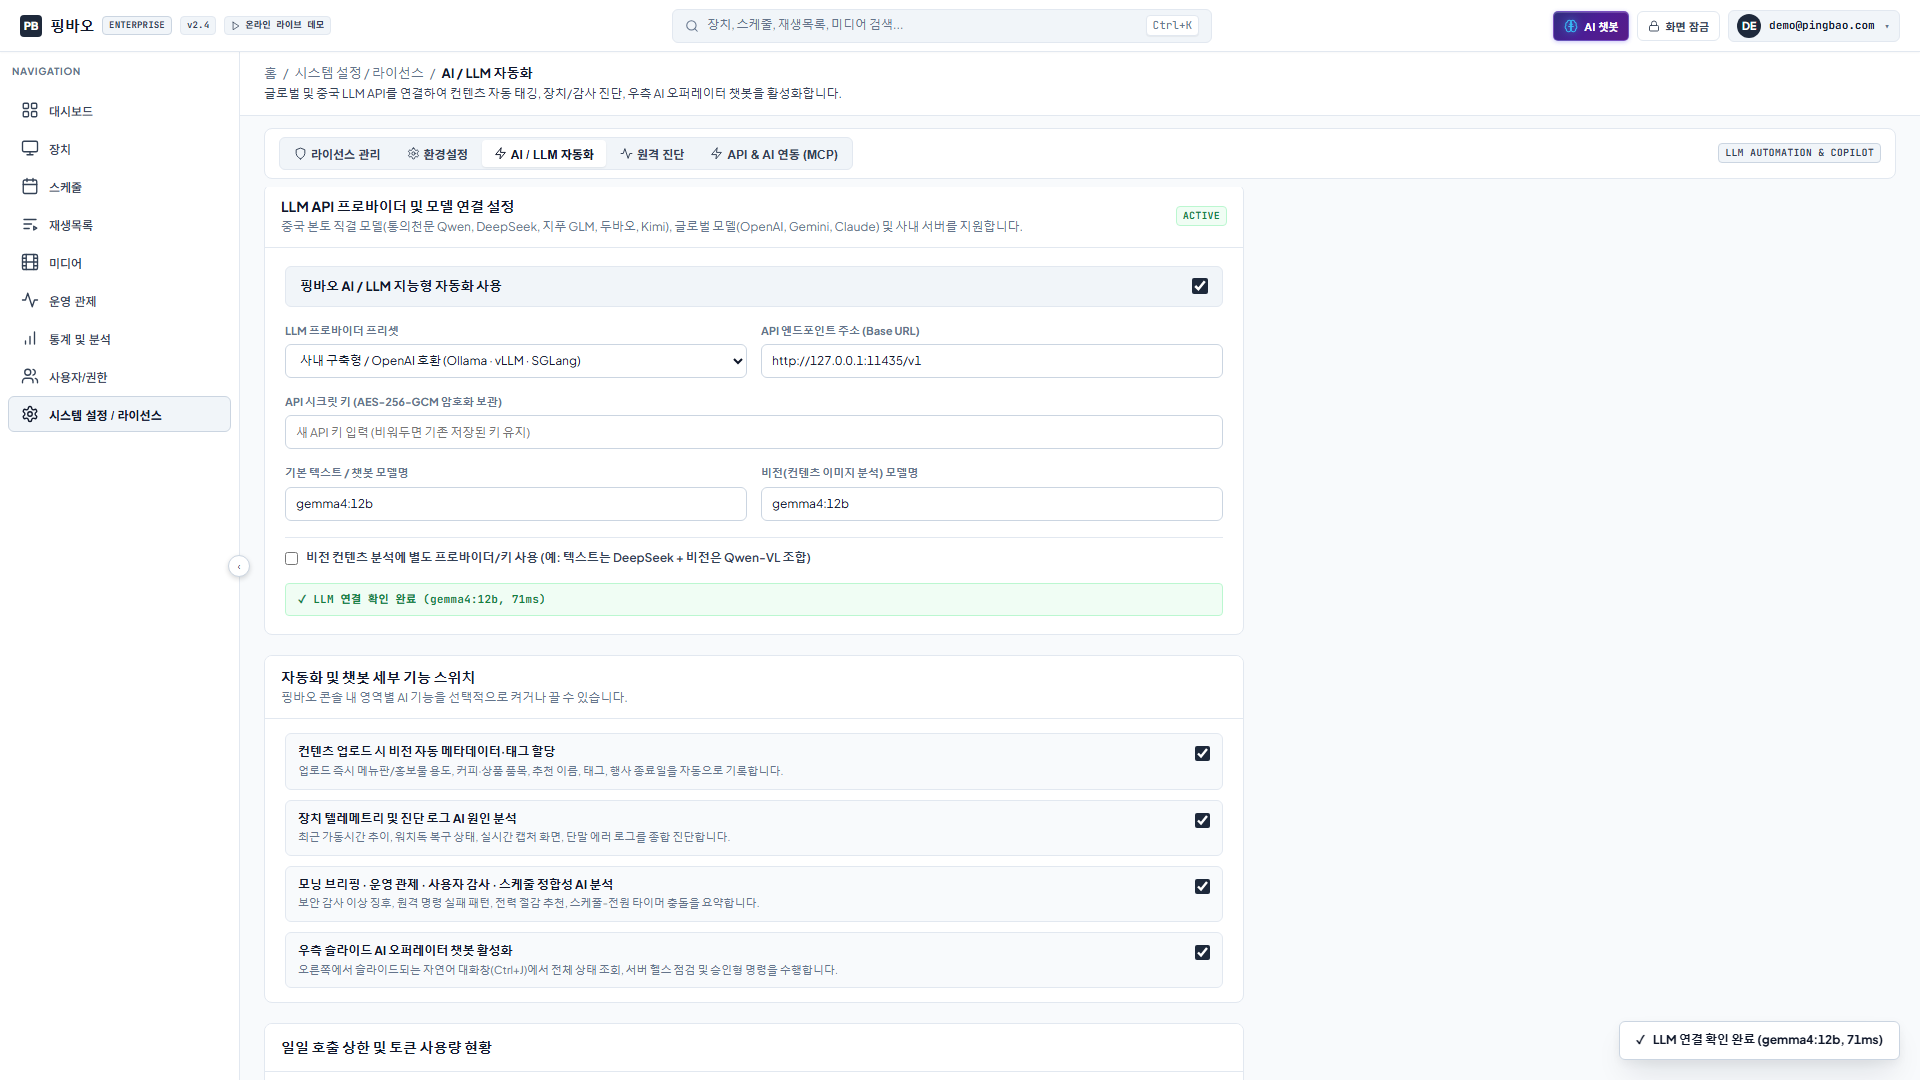 PB 핑바오 ENTERPRISE v2.4 온라인 라이브 데모
장치, 스케줄, 재생목록, 미디어 검색... Ctrl+K
AI 챗봇 화면 잠금 DE demo@pingbao.com
NAVIGATION
대시보드
장치
스케줄
재생목록
미디어
운영 관제
통계 및 분석
사용자/권한
시스템 설정 / 라이선스
홈 / 시스템 설정 / 라이선스 / AI / LLM 자동화
글로벌 및 중국 LLM API를 연결하여 컨텐츠 자동 태깅, 장치/감사 진단, 우측 AI 오퍼레이터 챗봇을 활성화합니다.
라이선스 관리 환경설정 AI / LLM 자동화 원격 진단 API & AI 연동 (MCP)
LLM AUTOMATION & COPILOT
LLM API 프로바이더 및 모델 연결 설정
중국 본토 직결 모델(통의천문 Qwen, DeepSeek, 지푸 GLM, 두바오, Kimi), 글로벌 모델(OpenAI, Gemini, Claude) 및 사내 서버를 지원합니다.
ACTIVE
핑바오 AI / LLM 지능형 자동화 사용
LLM 프로바이더 프리셋
사내 구축형 / OpenAI 호환 (Ollama · vLLM · SGLang)
API 엔드포인트 주소 (Base URL)
http://127.0.0.1:11435/v1
API 시크릿 키 (AES-256-GCM 암호화 보관)
새 API 키 입력 (비워두면 기존 저장된 키 유지)
기본 텍스트 / 챗봇 모델명
gemma4:12b
비전(컨텐츠 이미지 분석) 모델명
gemma4:12b
비전 컨텐츠 분석에 별도 프로바이더/키 사용 (예: 텍스트는 DeepSeek + 비전은 Qwen-VL 조합)
✓ LLM 연결 확인 완료 (gemma4:12b, 71ms)
자동화 및 챗봇 세부 기능 스위치
핑바오 콘솔 내 영역별 AI 기능을 선택적으로 켜거나 끌 수 있습니다.
컨텐츠 업로드 시 비전 자동 메타데이터·태그 할당
업로드 즉시 메뉴판/홍보물 용도, 커피·상품 품목, 추천 이름, 태그, 행사 종료일을 자동으로 기록합니다.
장치 텔레메트리 및 진단 로그 AI 원인 분석
최근 가동시간 추이, 워치독 복구 상태, 실시간 캡처 화면, 단말 에러 로그를 종합 진단합니다.
모닝 브리핑 · 운영 관제 · 사용자 감사 · 스케줄 정합성 AI 분석
보안 감사 이상 징후, 원격 명령 실패 패턴, 전력 절감 추천, 스케줄-전원 타이머 충돌을 요약합니다.
우측 슬라이드 AI 오퍼레이터 챗봇 활성화
오른쪽에서 슬라이드되는 자연어 대화창(Ctrl+J)에서 전체 상태 조회, 서버 헬스 점검 및 승인형 명령을 수행합니다.
일일 호출 상한 및 토큰 사용량 현황
✓ LLM 연결 확인 완료 (gemma4:12b, 71ms)